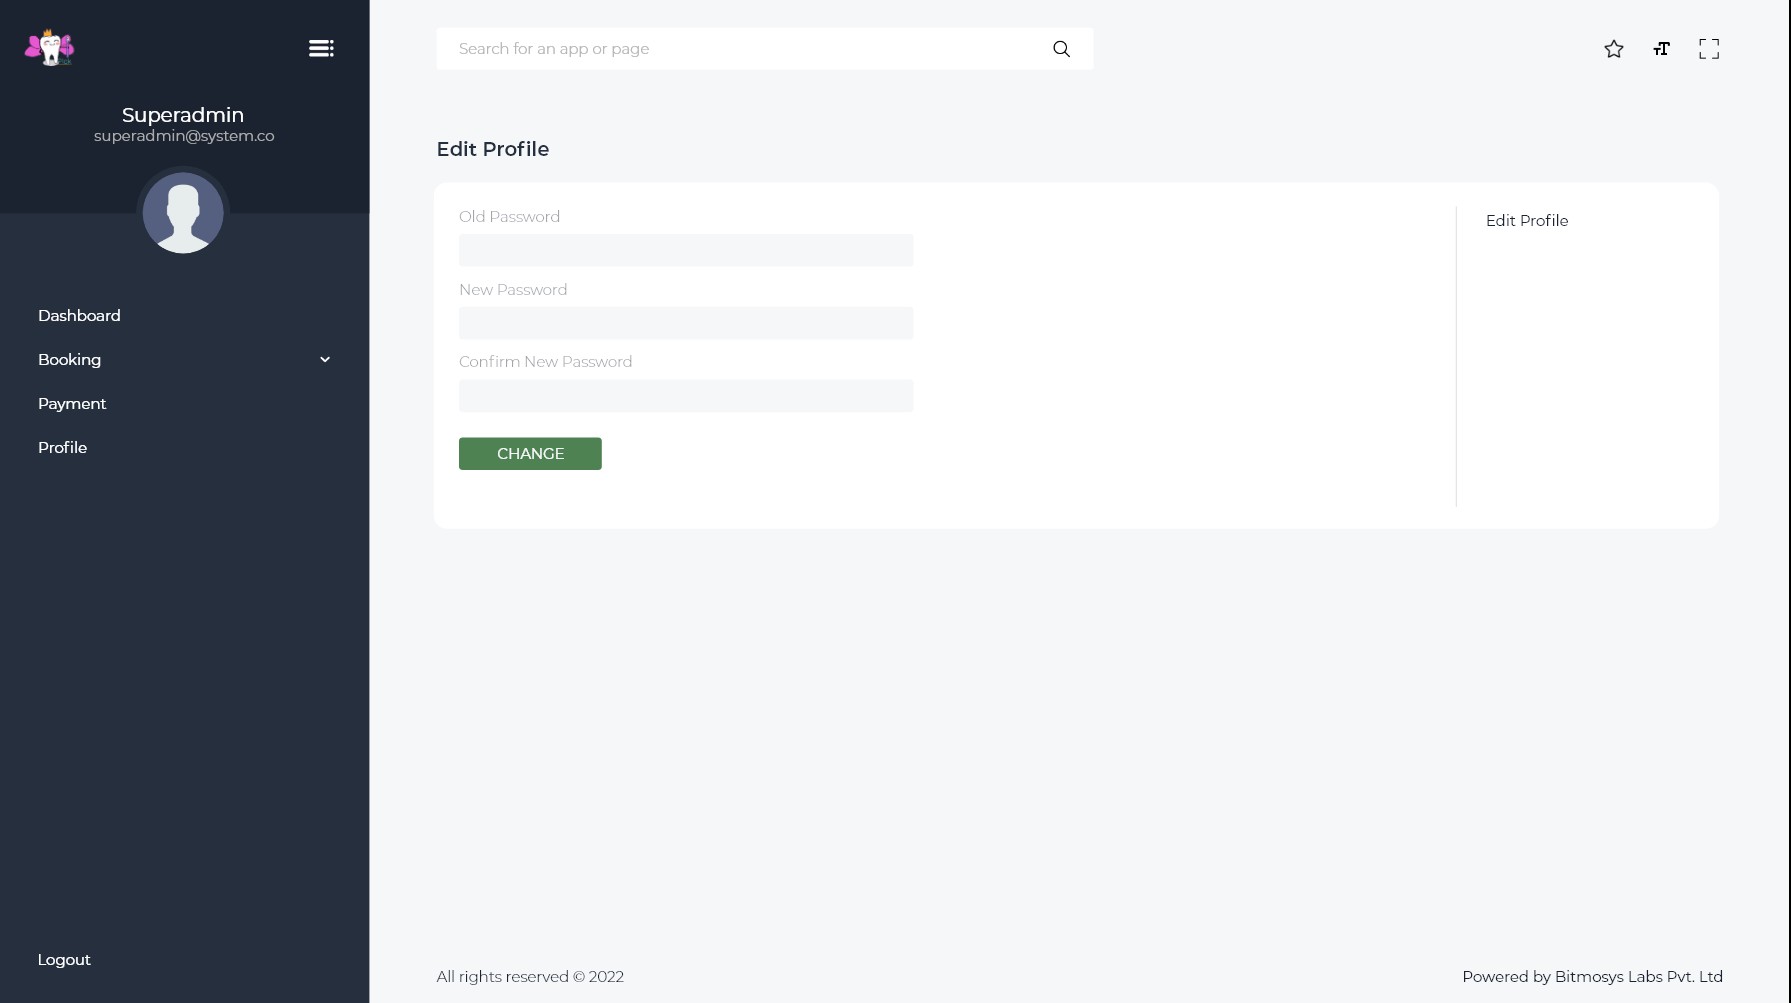 Search for an app or page
Superadmin
superadmin@system.co
Dashboard
Booking
Payment
Profile
Logout
Edit Profile
Old Password
New Password
Confirm New Password
CHANGE
Edit Profile
All rights reserved © 2022
Powered by Bitmosys Labs Pvt. Ltd